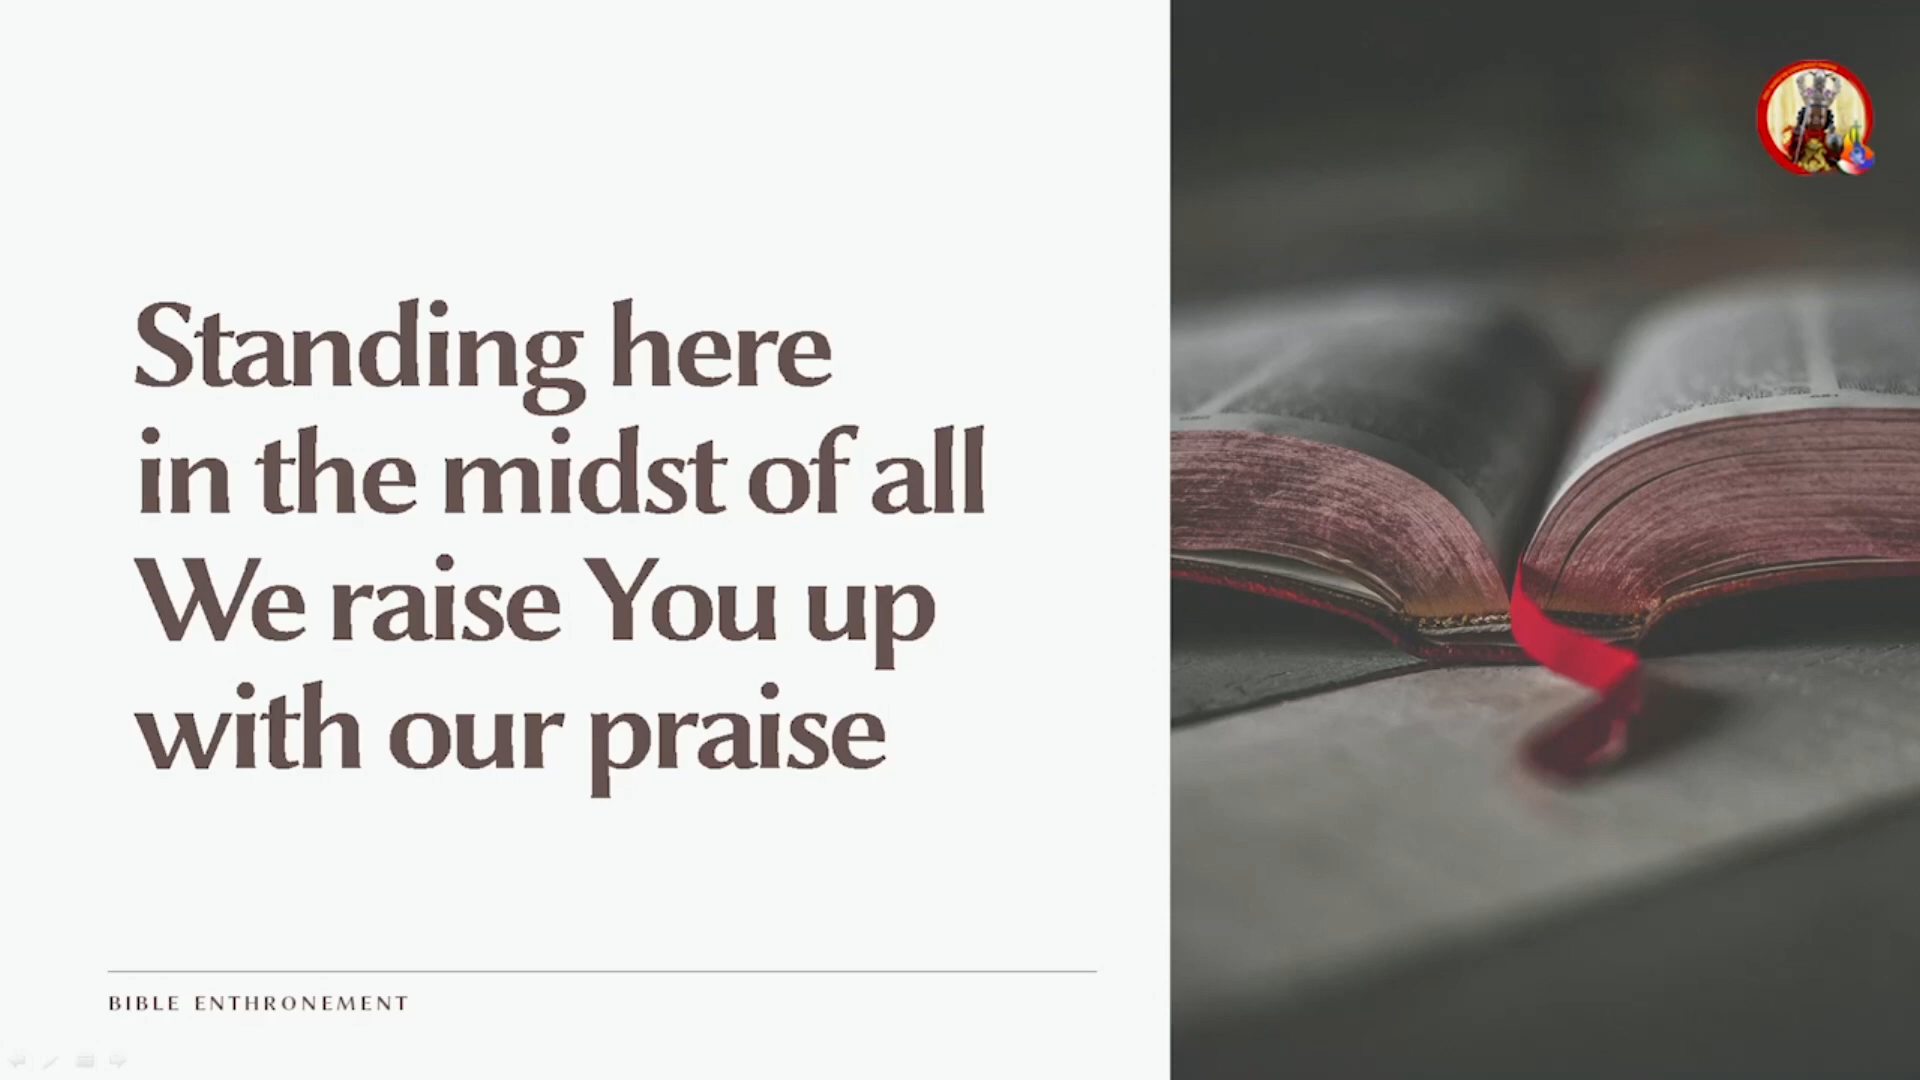 Standing here
in the midst of all
We raise You up
with our praise
BIBLE ENTHRONEMENT